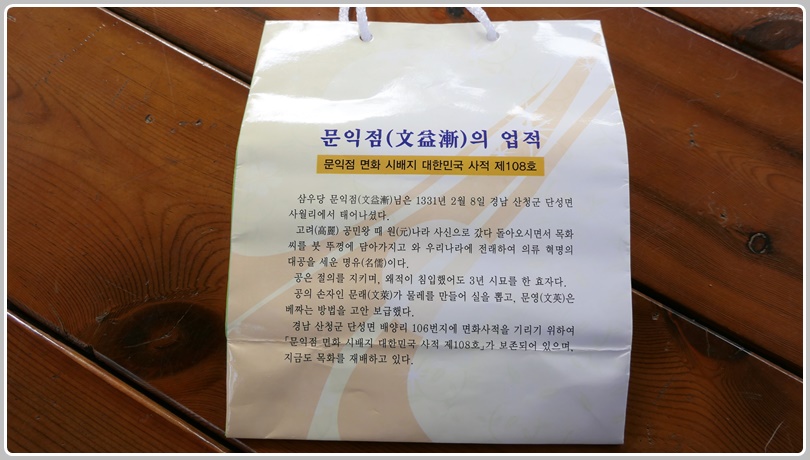 문익점(文益漸)의 업적
문익점 면화 시배지 대한민국 사적 제108호
삼우당 문익점(文益漸)님은 1331년 2월 8일 경남 산청군 단성면
사월리에서 태어나셨다.
고려(高麗) 공민왕 때 원(元)나라 사신으로 갔다 돌아오시면서 목화
씨를 붓 뚜껑에 담아가지고 와 우리나라에 전래하여 의류 혁명의
대공을 세운 명유(名儒)이다.
공은 절의를 지키며, 왜적이 침입했어도 3년 시묘를 한 효자다.
공의 손자인 문래(文萊)가 물레를 만들어 실을 뽑고, 문영(文英)은
베짜는 방법을 고안 보급했다.
경남 산청군 단성면 배양리 106번지에 면화사적을 기리기 위하여
「문익점 면화 시배지 대한민국 사적 제108호」가 보존되어 있으며,
지금도 목화를 재배하고 있다.